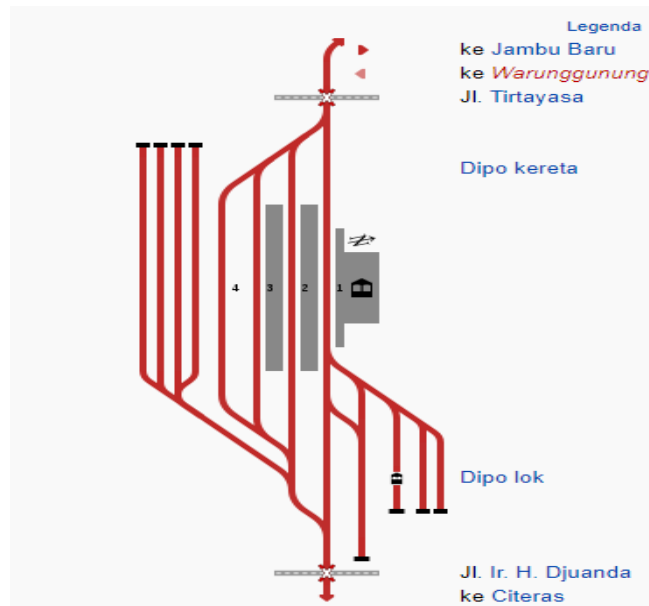 Legenda
ke Jambu Baru
ke Warunggunung
Jl. Tirtayasa
Dipo kereta
4 3 2 1
Dipo lok
Jl. Ir. H. Djuanda
ke Citeras